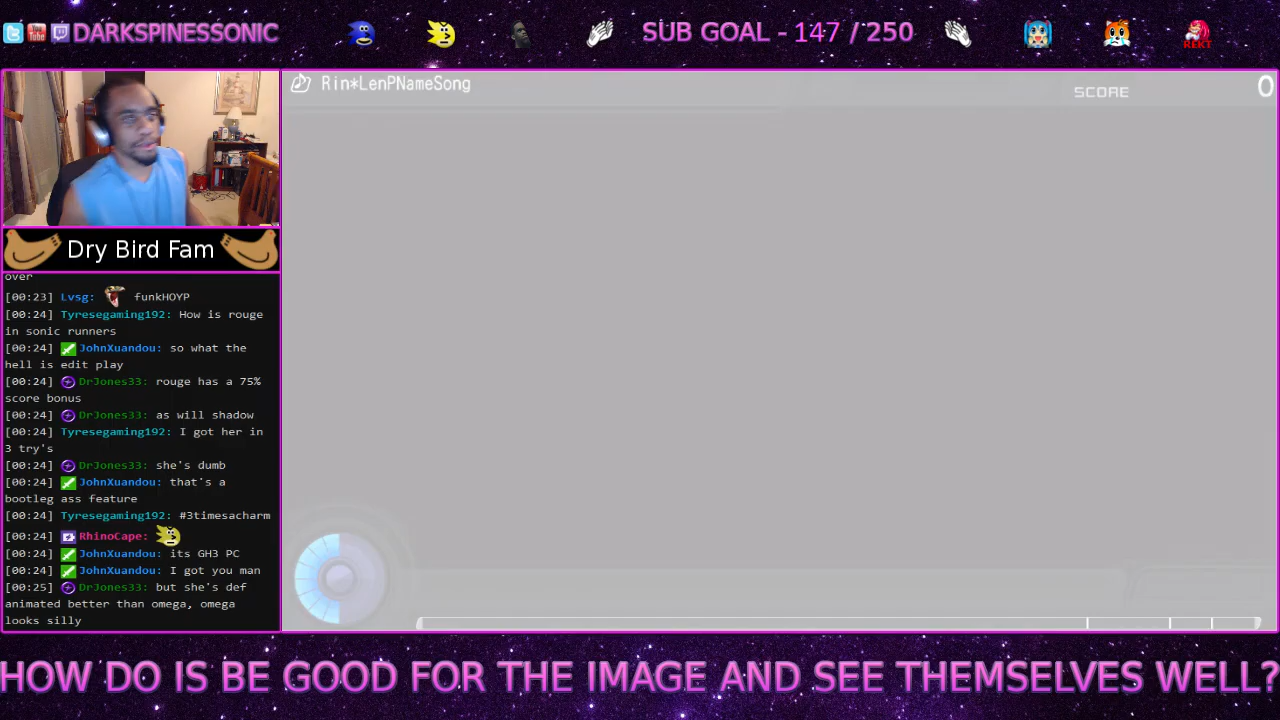 DARKSPINESSONIC
SUB GOAL - 147 / 250
REKT
Rin*LenPNameSong
SCORE
0
Dry Bird Fam
over
[00:23] Lvsg: funkHOYP
[00:24] Tyresegaming192: How is rouge
in sonic runners
[00:24] JohnXuandou: so what the
hell is edit play
[00:24] DrJones33: rouge has a 75%
score bonus
[00:24] DrJones33: as will shadow
[00:24] Tyresegaming192: I got her in
3 try's
[00:24] DrJones33: she's dumb
[00:24] JohnXuandou: that's a
bootleg ass feature
[00:24] Tyresegaming192: #3timesacharm
[00:24] RhinoCape:
[00:24] JohnXuandou: its GH3 PC
[00:24] JohnXuandou: I got you man
[00:25] DrJones33: but she's def
animated better than omega, omega
looks silly
HOW DO IS BE GOOD FOR THE IMAGE AND SEE THEMSELVES WELL?